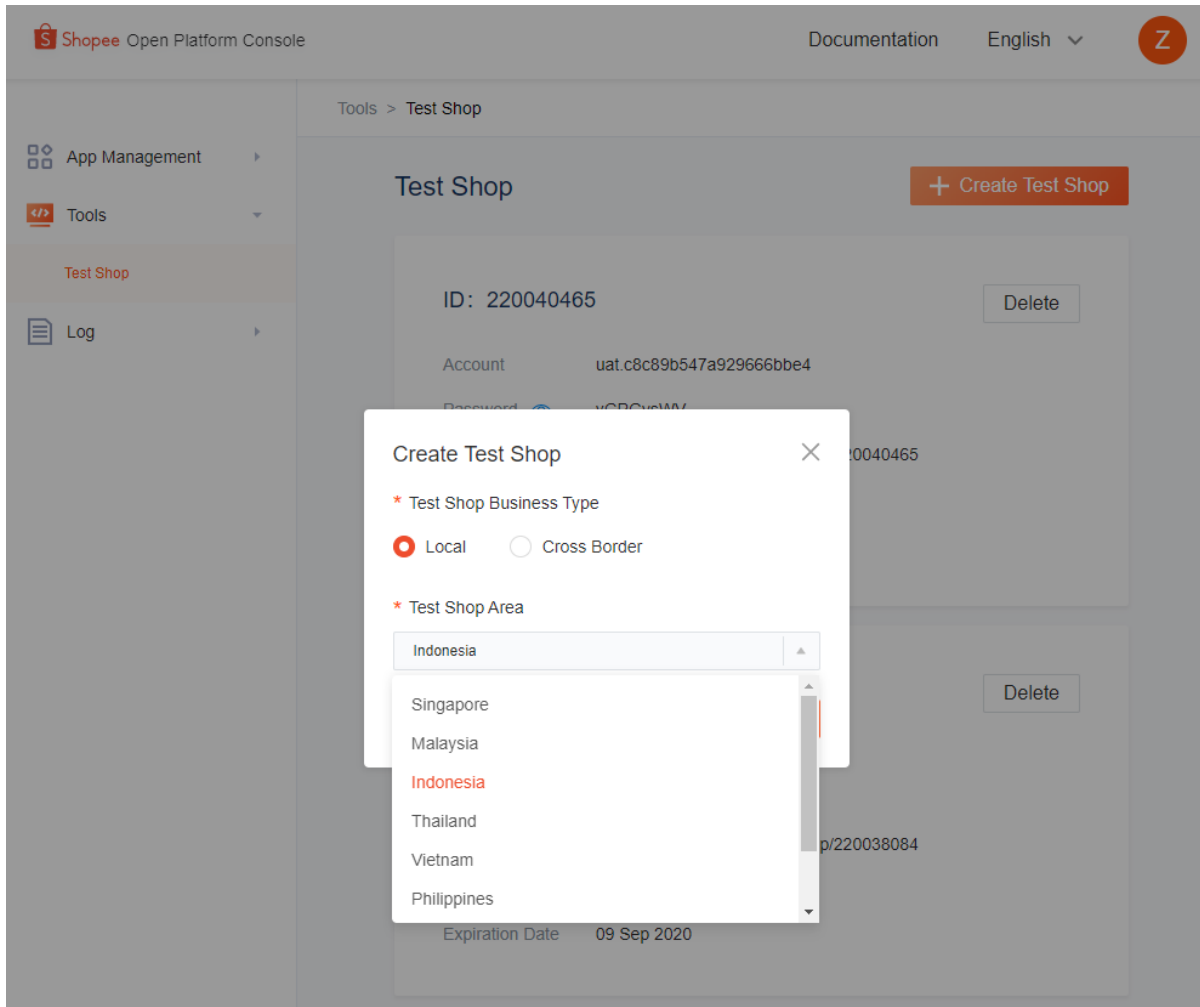 Shopee Open Platform Console
Documentation
English
Z
Tools > Test Shop
App Management
Tools
Test Shop
Log
Test Shop
+ Create Test Shop
ID: 220040465
Delete
Account uat.c8c89b547a929666bbe4
Password
20040465
Create Test Shop
* Test Shop Business Type
Local
Cross Border
* Test Shop Area
Indonesia
Singapore
Malaysia
Indonesia
Thailand
Vietnam
Philippines
Delete
p/220038084
Expiration Date 09 Sep 2020